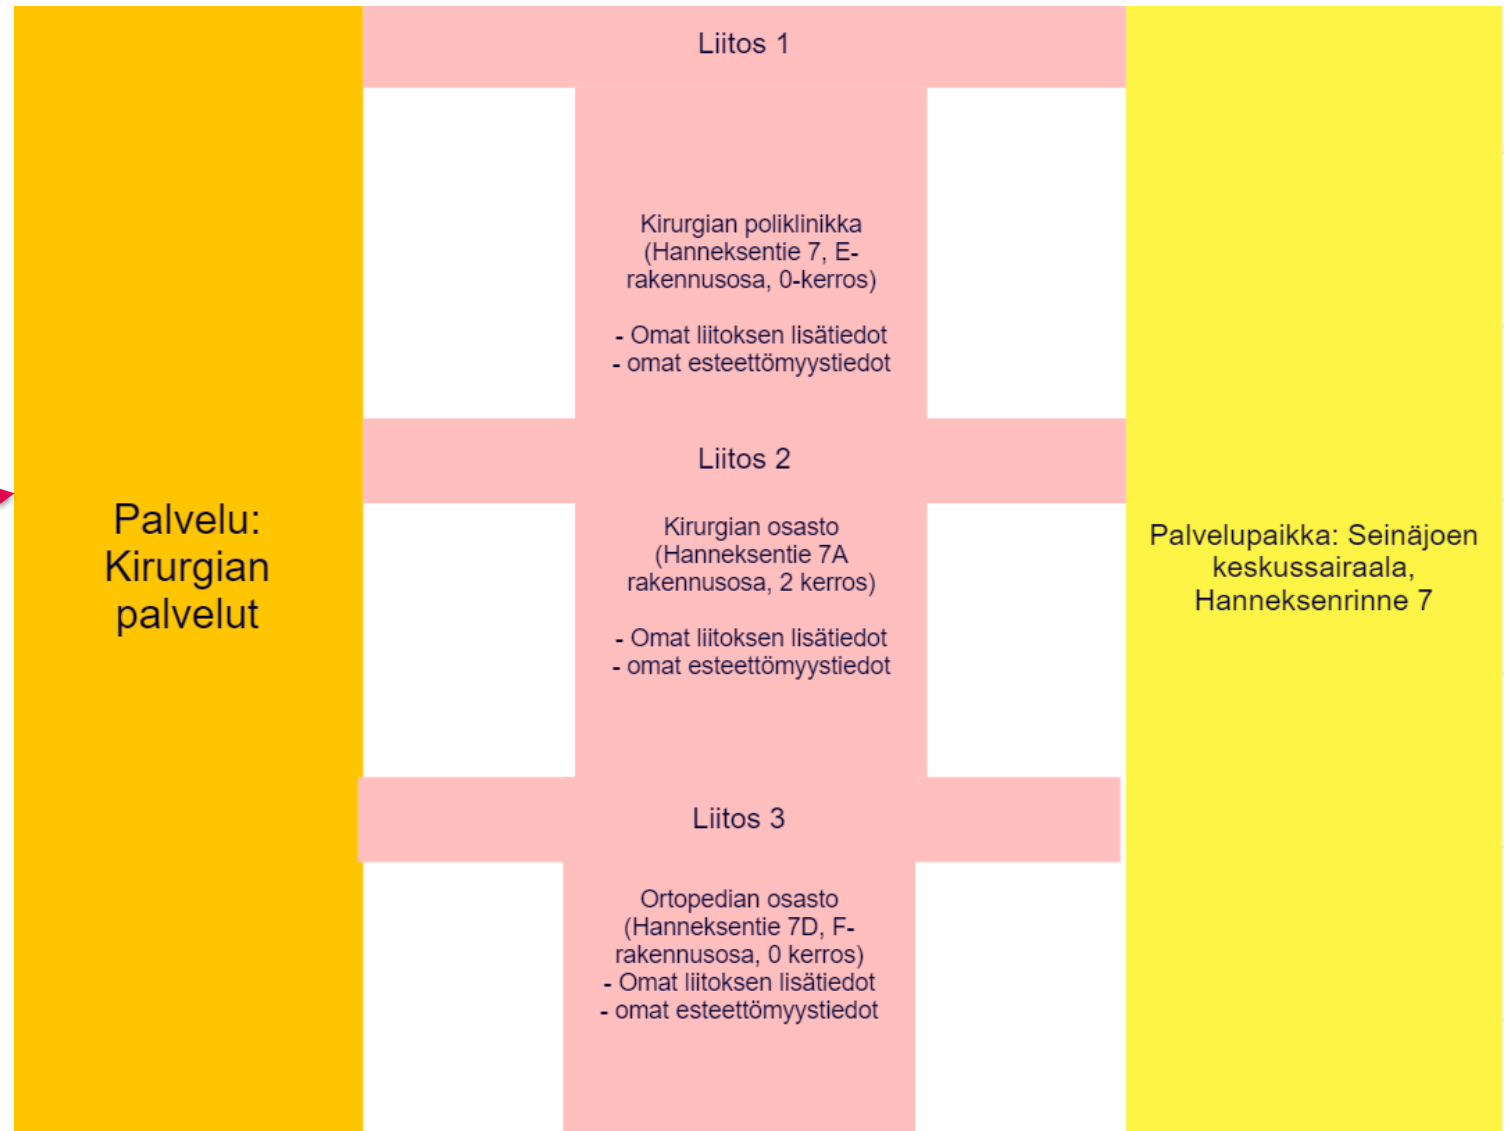 Liitos 1
Kirurgian poliklinikka
(Hanneksentie 7, E-
rakennusosa, 0-kerros)
- Omat liitoksen lisätiedot
- omat esteettömyystiedot
Liitos 2
Kirurgian osasto
(Hanneksentie 7A
rakennusosa, 2 kerros)
- Omat liitoksen lisätiedot
- omat esteettömyystiedot
Liitos 3
Ortopedian osasto
(Hanneksentie 7D, F-
rakennusosa, 0 kerros)
- Omat liitoksen lisätiedot
- omat esteettömyystiedot
Palvelu:
Kirurgian
palvelut
Palvelupaikka: Seinäjoen
keskussairaala,
Hanneksenrinne 7